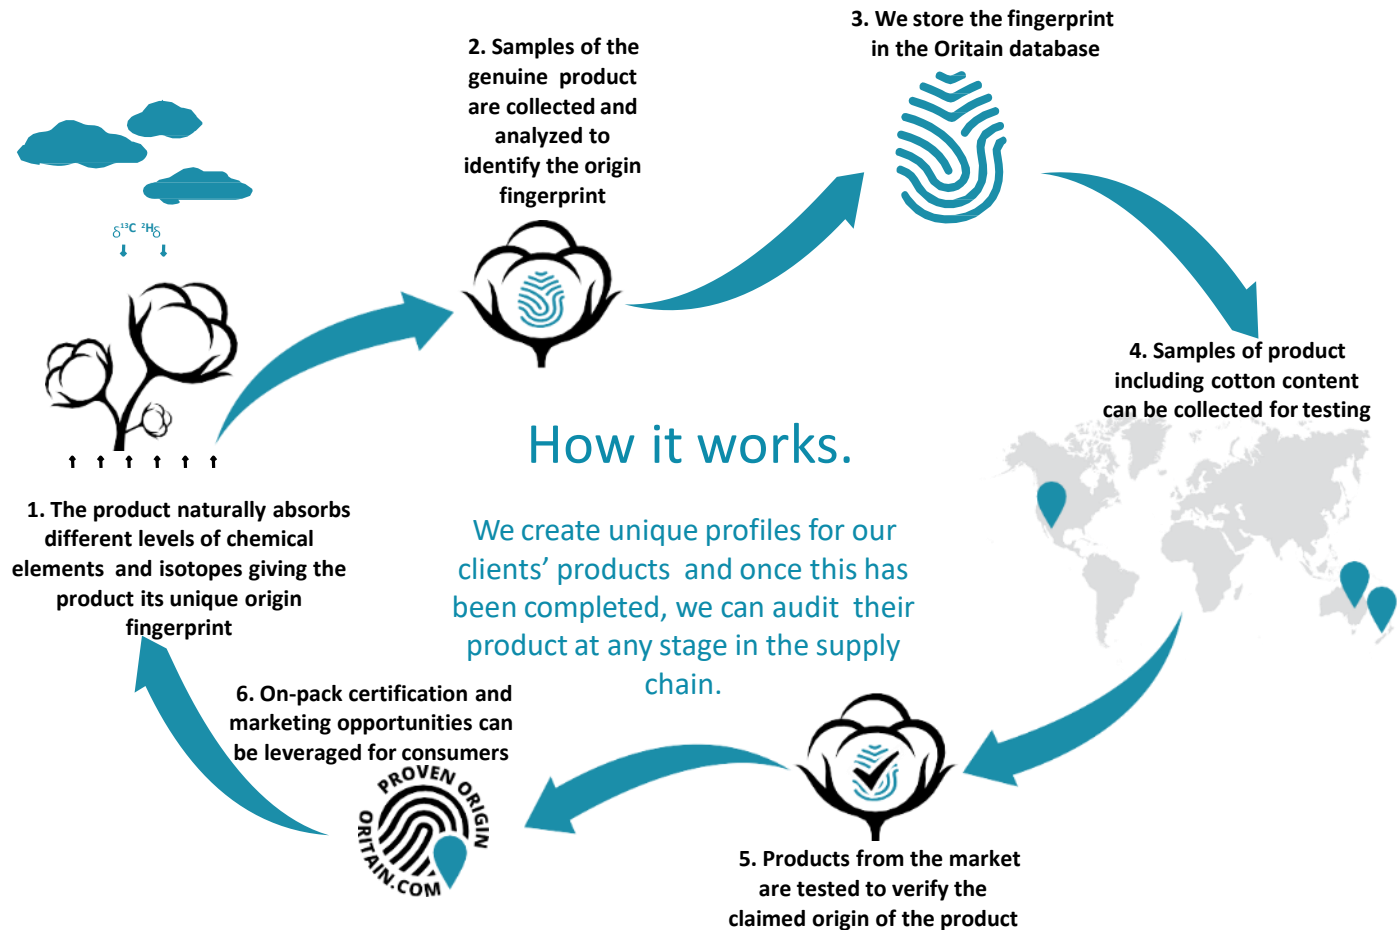 3. We store the fingerprint
in the Oritain database
2. Samples of the
genuine product
are collected and
analyzed to
identify the origin
fingerprint
δ¹³C ²Hδ
4. Samples of product
including cotton content
can be collected for testing
How it works.
1. The product naturally absorbs
different levels of chemical
elements and isotopes giving the
product its unique origin
fingerprint
We create unique profiles for our
clients’ products and once this has
been completed, we can audit their
product at any stage in the supply
chain.
6. On-pack certification and
marketing opportunities can
be leveraged for consumers
PROVEN ORIGIN
ORITAIN.COM
5. Products from the market
are tested to verify the
claimed origin of the product